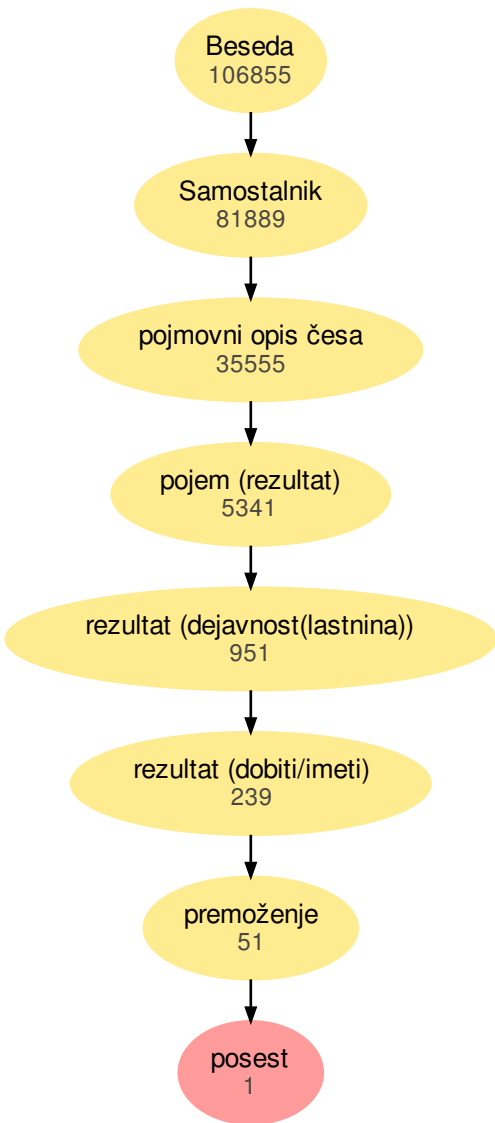 Beseda
106855
Samostalnik
81889
pojmovni opis česa
35555
pojem (rezultat)
5341
rezultat (dejavnost(lastnina))
951
rezultat (dobiti/imeti)
239
premoženje
51
posest
1